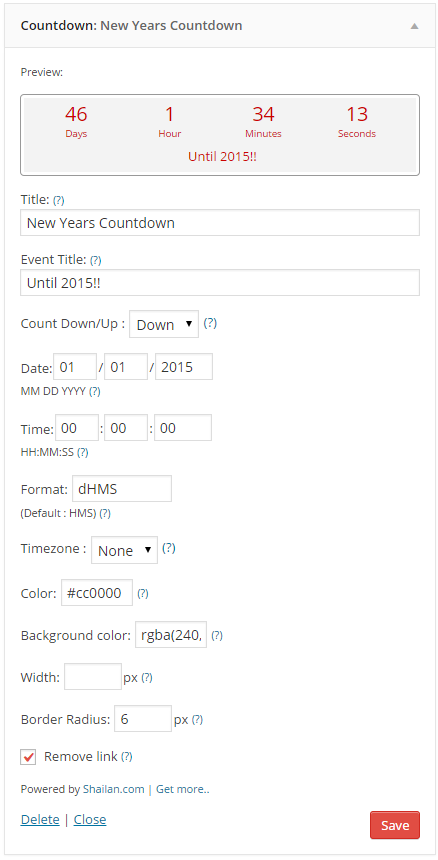 Countdown: New Years Countdown
Preview:
46 1 34 13
Days Hour Minutes Seconds
Until 2015!!
Title: (?)
New Years Countdown
Event Title: (?)
Until 2015!!
Count Down/Up : Down (?)
Date: 01 / 01 / 2015
MM DD YYYY (?)
Time: 00 : 00 : 00
HH:MM:SS (?)
Format: dHMS
(Default : HMS) (?)
Timezone : None (?)
Color: #cc0000 (?)
Background color: rgba(240, (?)
Width: px (?)
Border Radius: 6 px (?)
Remove link (?)
Powered by Shailan.com | Get more..
Delete | Close Save